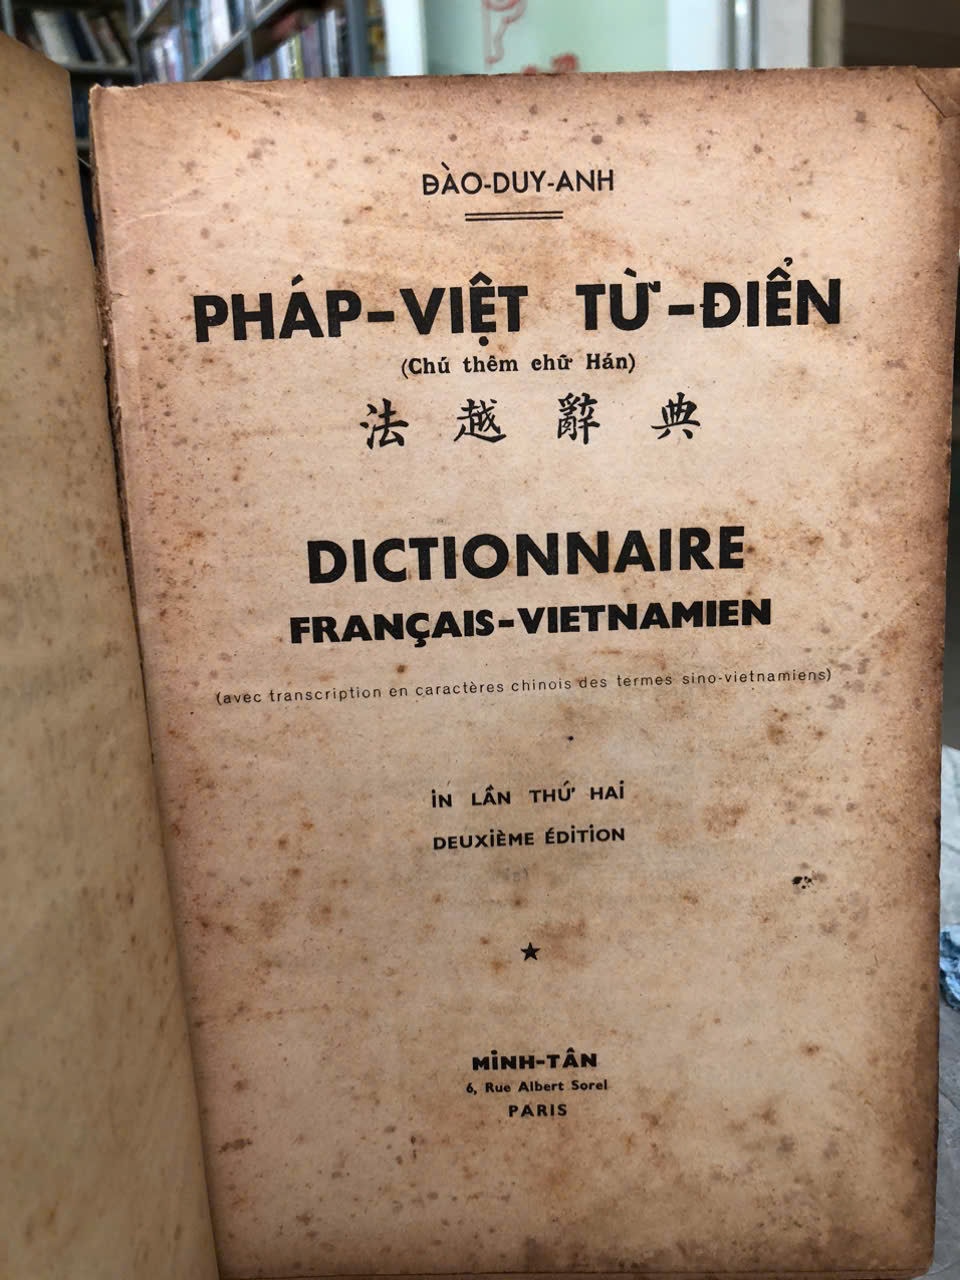 ĐÀO-DUY-ANH
PHÁP-VIỆT TỪ-ĐIỂN
(Chú thêm chữ Hán)
法越辭典
DICTIONNAIRE
FRANÇAIS-VIETNAMIEN
(avec transcription en caractères chinois des termes sino-vietnamiens)
iN LẦN THỨ HAi
DEUXiÈME ÉDiTiON
★
MiNH-TÂN
6, Rue Albert Sorel
PARIS